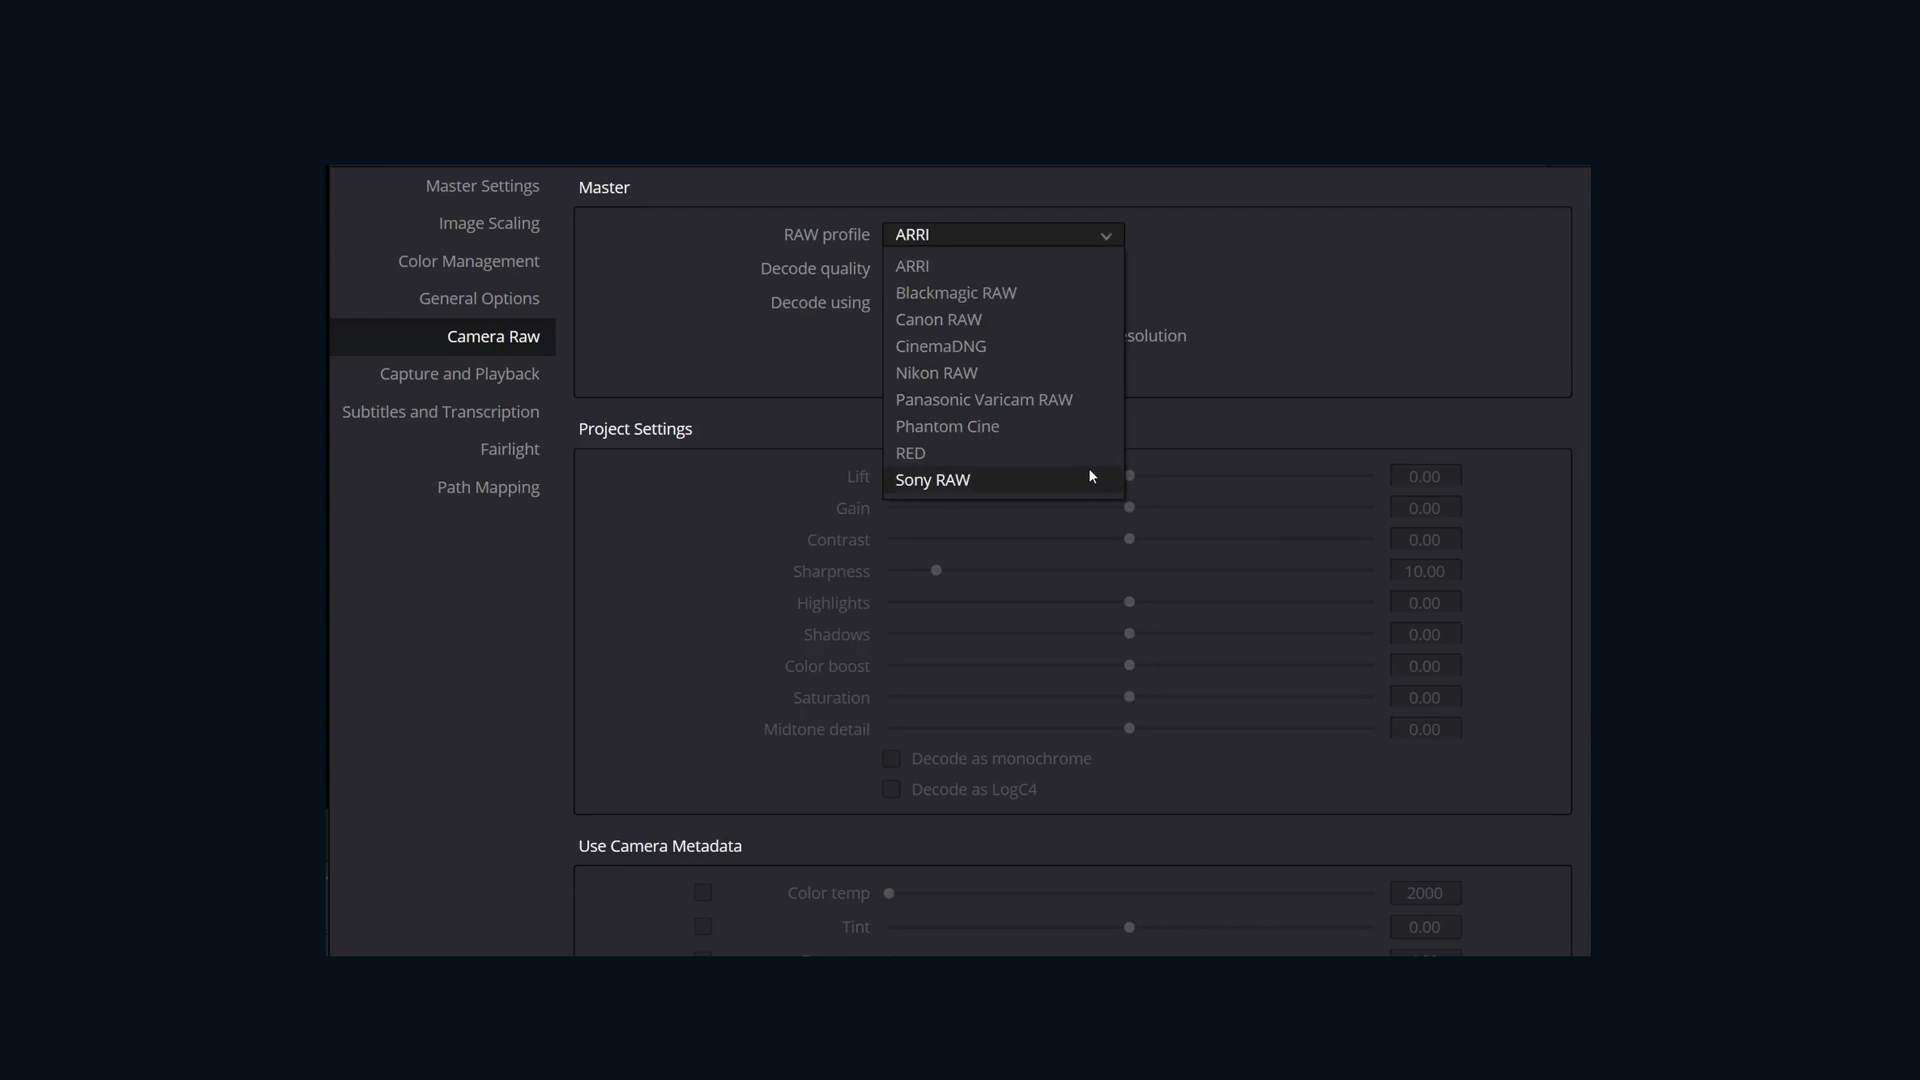 Master Settings
Image Scaling
Color Management
General Options
Camera Raw
Capture and Playback
Subtitles and Transcription
Fairlight
Path Mapping
Master
RAW profile ARRI
Decode quality
Decode using
ARRI
Blackmagic RAW
Canon RAW
CinemaDNG
Nikon RAW
Panasonic Varicam RAW
Phantom Cine
RED
Sony RAW
esolution
Project Settings
Lift 0.00
Gain 0.00
Contrast 0.00
Sharpness 10.00
Highlights 0.00
Shadows 0.00
Color boost 0.00
Saturation 0.00
Midtone detail 0.00
Decode as monochrome
Decode as LogC4
Use Camera Metadata
Color temp 2000
Tint 0.00